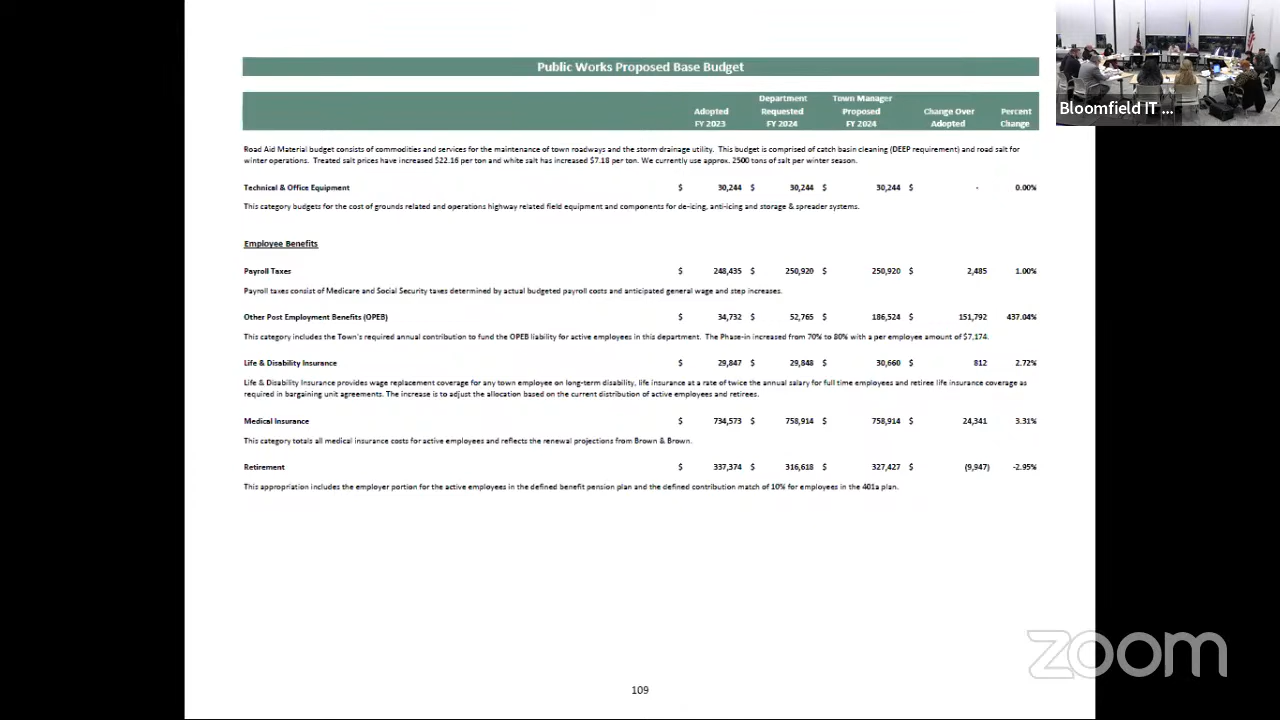 Public Works Proposed Base Budget
Adopted FY 2023 Department Requested FY 2024 Town Manager Proposed FY 2024 Change Over Adopted Percent Change
Road Aid Material budget consists of commodities and services for the maintenance of town roadways and the storm drainage utility. This budget is comprised of catch basin cleaning (DEEP requirement) and road salt for
winter operations. Treated salt prices have increased $22.16 per ton and white salt has increased $7.18 per ton. We currently use approx. 2500 tons of salt per winter season.
Technical & Office Equipment $ 30,244 $ 30,244 $ 30,244 $ - 0.00%
This category budgets for the cost of grounds related and operations highway related field equipment and components for de-icing, anti-icing and storage & spreader systems.
Employee Benefits
Payroll Taxes $ 248,435 $ 250,920 $ 250,920 $ 2,485 1.00%
Payroll taxes consist of Medicare and Social Security taxes determined by actual budgeted payroll costs and anticipated general wage and step increases.
Other Post Employment Benefits (OPEB) $ 34,732 $ 52,765 $ 186,524 $ 151,792 437.04%
This category includes the Town's required annual contribution to fund the OPEB liability for active employees in this department. The Phase-in increased from 70% to 80% with a per employee amount of $7,174.
Life & Disability Insurance $ 29,847 $ 29,848 $ 30,660 $ 812 2.72%
Life & Disability Insurance provides wage replacement coverage for any town employee on long-term disability, life insurance at a rate of twice the annual salary for full time employees and retiree life insurance coverage as
required in bargaining unit agreements. The increase is to adjust the allocation based on the current distribution of active employees and retirees.
Medical Insurance $ 734,573 $ 758,914 $ 758,914 $ 24,341 3.31%
This category totals all medical insurance costs for active employees and reflects the renewal projections from Brown & Brown.
Retirement $ 337,374 $ 316,618 $ 327,427 $ (9,947) -2.95%
This appropriation includes the employer portion for the active employees in the defined benefit pension plan and the defined contribution match of 10% for employees in the 401a plan.
109
Bloomfield IT ...
zoom